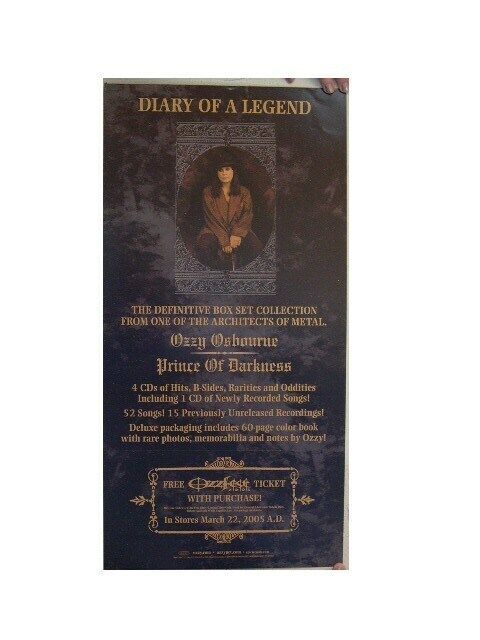 DIARY OF A LEGEND
THE DEFINITIVE BOX SET COLLECTION
FROM ONE OF THE ARCHITECTS OF METAL.
Ozzy Osbourne
Prince Of Darkness
4 CDs of Hits, B-Sides, Rarities and Oddities
Including 1 CD of Newly Recorded Songs!
52 Songs! 15 Previously Unreleased Recordings!
Deluxe packaging includes 60-page color book
with rare photos, memorabilia and notes by Ozzy!
FREE OZZFEST TICKET
WITH PURCHASE!
In Stores March 22, 2005 A.D.